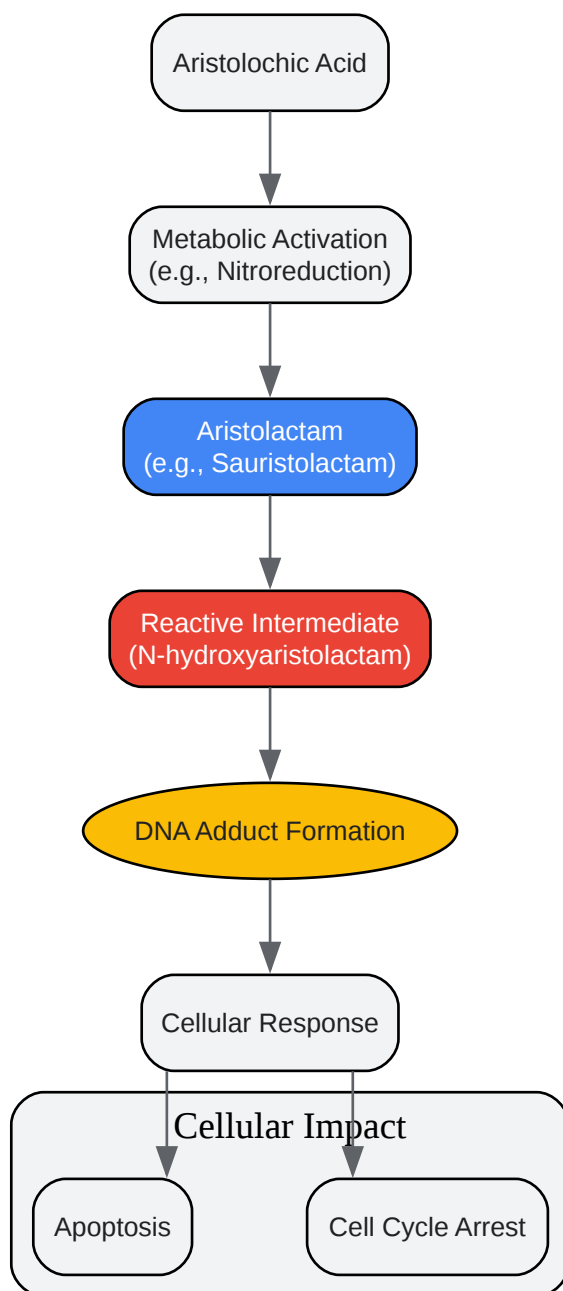 Aristolochic Acid
Metabolic Activation
(e.g., Nitroreduction)
Aristolactam
(e.g., Sauristolactam)
Reactive Intermediate
(N-hydroxyaristolactam)
DNA Adduct Formation
Cellular Response
Cellular Impact
Apoptosis
Cell Cycle Arrest